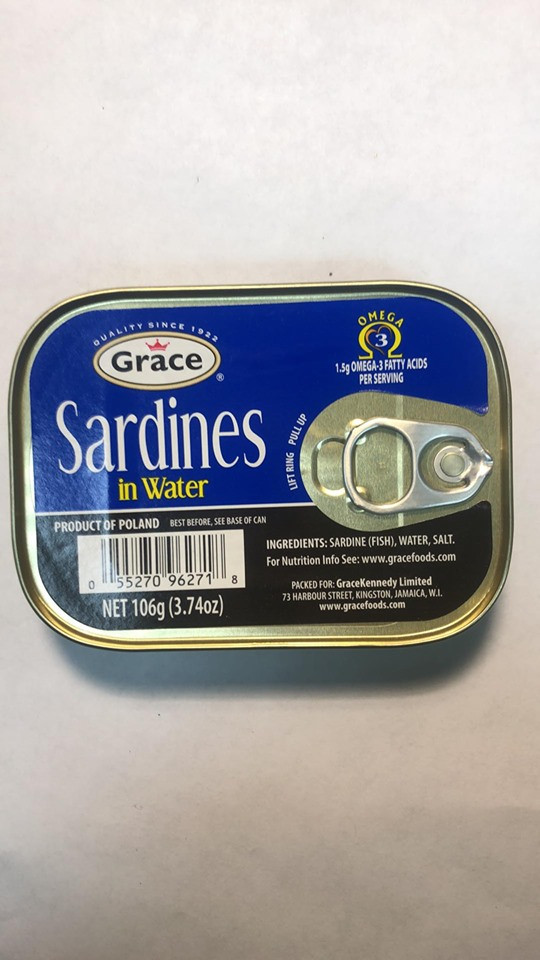 QUALITY SINCE 1922
Grace®
Sardines
in Water
OMEGA
3
1.5g OMEGA-3 FATTY ACIDS
PER SERVING
LIFT RING PULL UP
PRODUCT OF POLAND BEST BEFORE, SEE BASE OF CAN
0 55270 96271 8
NET 106g (3.74oz)
INGREDIENTS: SARDINE (FISH), WATER, SALT.
For Nutrition Info See: www.gracefoods.com
PACKED FOR: GraceKennedy Limited
73 HARBOUR STREET, KINGSTON, JAMAICA, W.I.
www.gracefoods.com